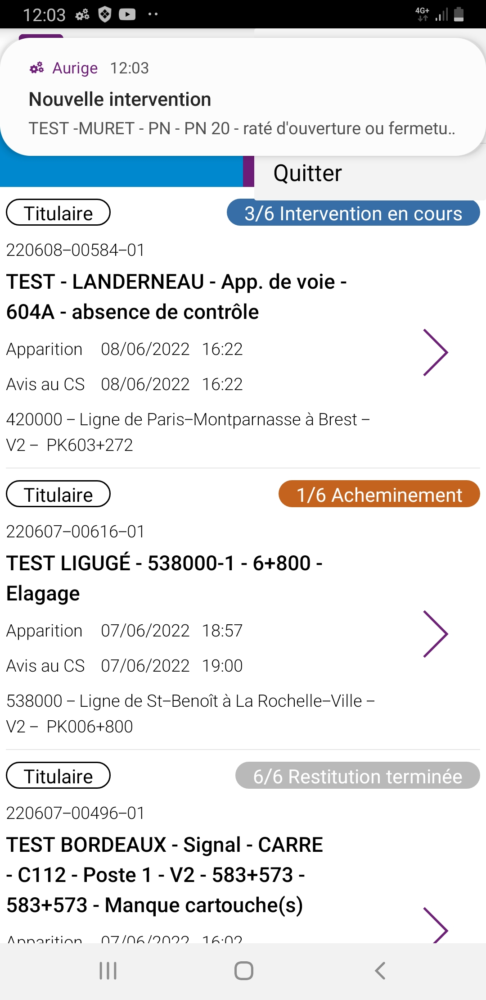 12:03
4G+
Aurige 12:03
Nouvelle intervention
TEST -MURET - PN - PN 20 - raté d'ouverture ou fermetu..
Quitter
Titulaire 3/6 Intervention en cours
220608–00584–01
TEST - LANDERNEAU - App. de voie -
604A - absence de contrôle
Apparition 08/06/2022 16:22
Avis au CS 08/06/2022 16:22
420000 – Ligne de Paris–Montparnasse à Brest –
V2 – PK603+272
Titulaire 1/6 Acheminement
220607–00616–01
TEST LIGUGÉ - 538000-1 - 6+800 -
Elagage
Apparition 07/06/2022 18:57
Avis au CS 07/06/2022 19:00
538000 – Ligne de St–Benoît à La Rochelle–Ville –
V2 – PK006+800
Titulaire 6/6 Restitution terminée
220607–00496–01
TEST BORDEAUX - Signal - CARRE
- C112 - Poste 1 - V2 - 583+573 -
583+573 - Manque cartouche(s)
Apparition 07/06/2022 16:02